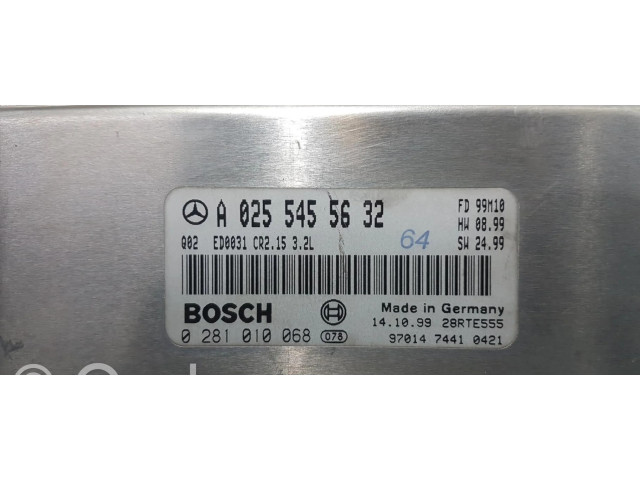 A 025 545 56 32
FD 99M10
HW 08.99
Q02 ED0031 CR2.15 3.2L
64
SW 24.99
BOSCH
Made in Germany
14.10.99 28RTE555
0 281 010 068 078
97014 7441 0421